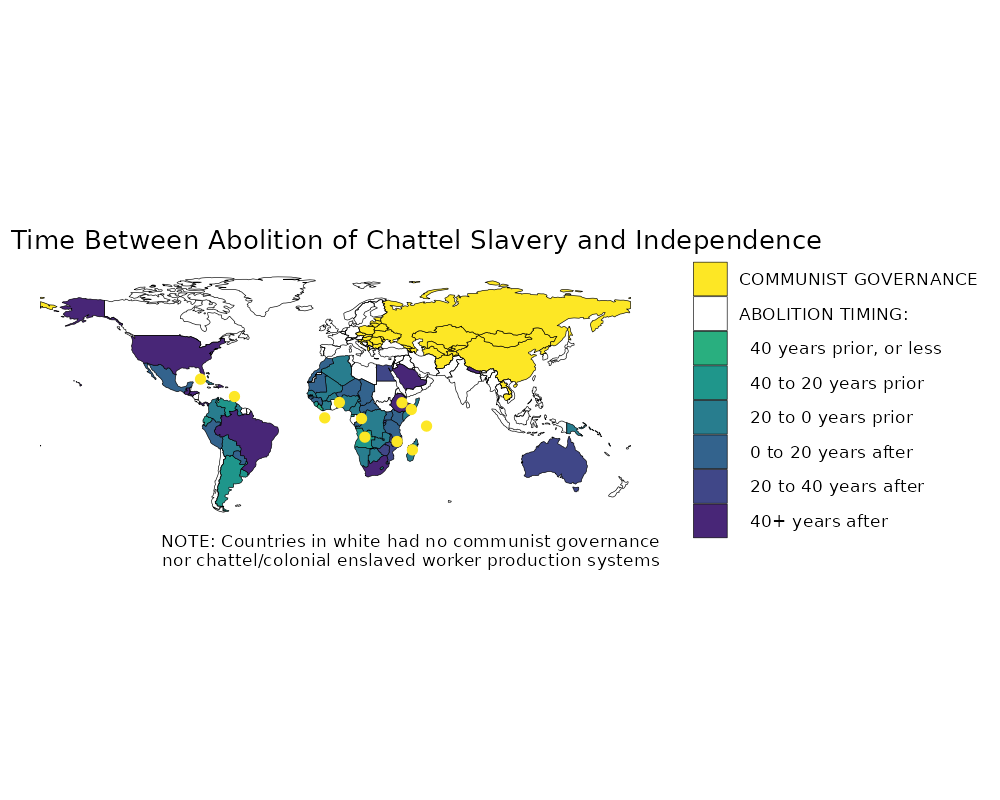 Time Between Abolition of Chattel Slavery and Independence
COMMUNIST GOVERNANCE
ABOLITION TIMING:
40 years prior, or less
40 to 20 years prior
20 to 0 years prior
0 to 20 years after
20 to 40 years after
40+ years after
NOTE: Countries in white had no communist governance
nor chattel/colonial enslaved worker production systems